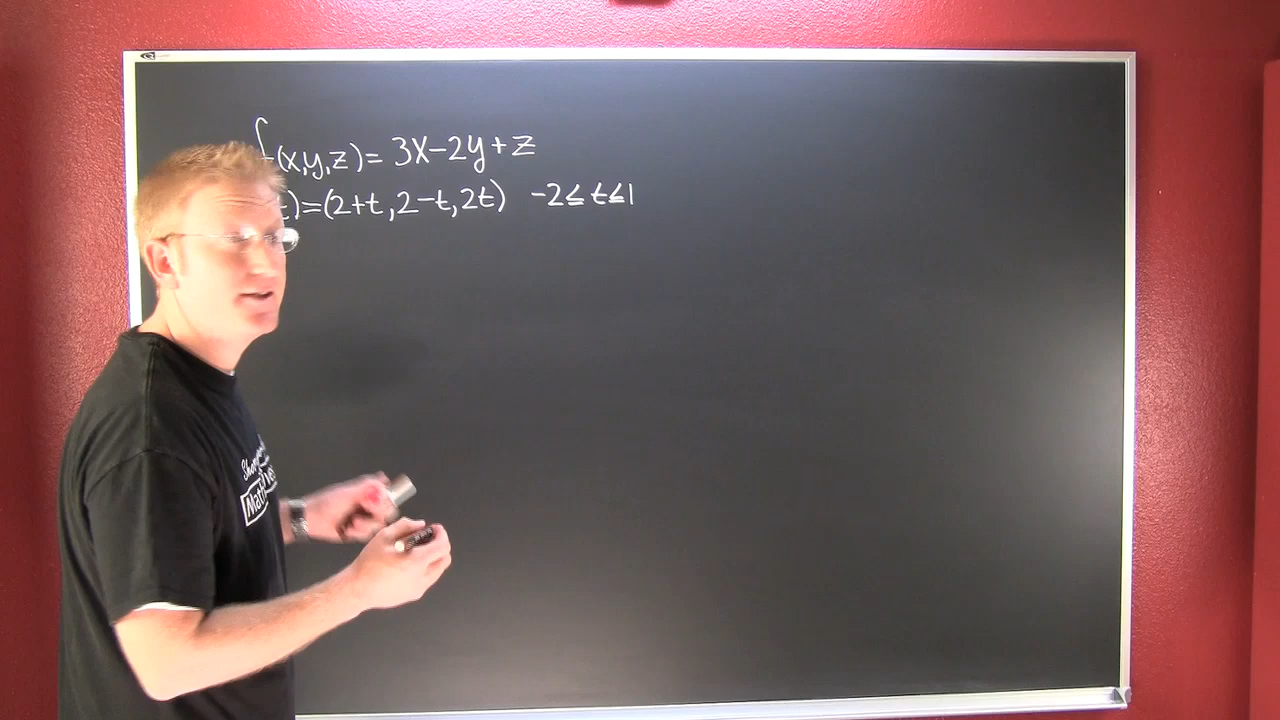 f(x,y,z)= 3x-2y+z
t)=(2+t,2-t,2t) -2≤t≤1